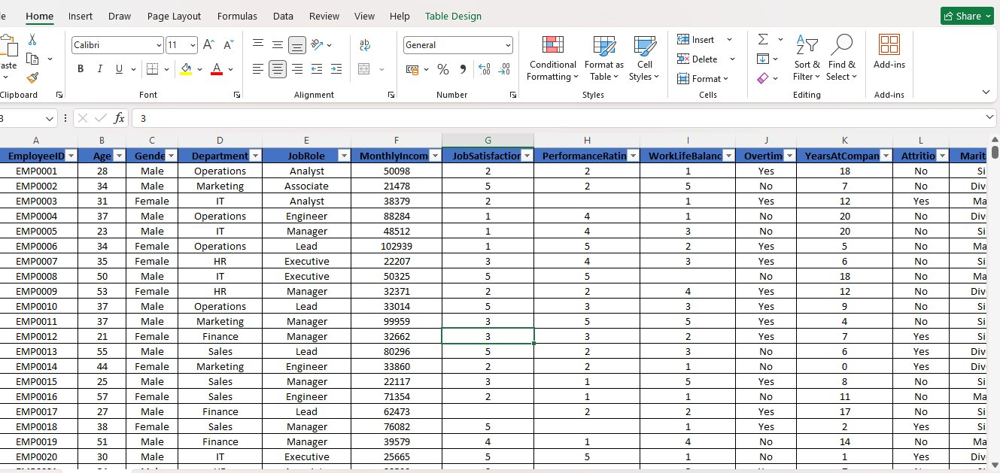 Home Insert Draw Page Layout Formulas Data Review View Help Table Design Share
Calibri 11 A A ab General Conditional Format as Cell Insert Sort & Find & Add-ins
B I U A % , Formatting Table Styles Delete Filter Select
Format
Clipboard Font Alignment Number Styles Cells Editing Add-ins
fx 3
A B C D E F G H I J K L
EmployeeID Age Gende Department JobRole MonthlyIncom JobSatisfaction PerformanceRatin WorkLifeBalanc Overtim YearsAtCompan Attritio Marit
EMP0001 28 Male Operations Analyst 50098 2 2 1 Yes 18 No Si
EMP0002 34 Male Marketing Associate 21478 5 2 5 No 7 No Div
EMP0003 31 Female IT Analyst 38379 2 1 Yes 12 Yes Ma
EMP0004 37 Male Operations Engineer 88284 1 4 1 No 20 No Div
EMP0005 23 Male IT Manager 48512 1 4 3 No 20 No Si
EMP0006 34 Female Operations Lead 102939 1 5 2 Yes 5 No Ma
EMP0007 35 Female HR Executive 22207 3 4 3 Yes 6 No Si
EMP0008 50 Male IT Executive 50325 5 5 No 18 No Ma
EMP0009 53 Female HR Manager 32371 2 2 4 Yes 12 No Div
EMP0010 37 Male Operations Lead 33014 5 3 3 Yes 9 No Si
EMP0011 37 Male Marketing Manager 99959 3 5 5 Yes 4 No Si
EMP0012 21 Female Finance Manager 32662 3 3 2 Yes 7 Yes Si
EMP0013 55 Male Sales Lead 80296 5 2 3 No 6 Yes Div
EMP0014 44 Female Marketing Engineer 33860 2 2 1 No 0 Yes Div
EMP0015 25 Male Sales Manager 22117 3 1 5 Yes 8 No Si
EMP0016 57 Female Sales Engineer 71354 2 1 1 No 11 No Ma
EMP0017 27 Male Finance Lead 62473 2 2 Yes 17 No Si
EMP0018 38 Female Sales Manager 76082 5 1 Yes 2 Yes Si
EMP0019 51 Male Finance Manager 39579 4 1 4 No 14 No Ma
EMP0020 30 Male IT Executive 25665 5 5 1 No 1 Yes Div